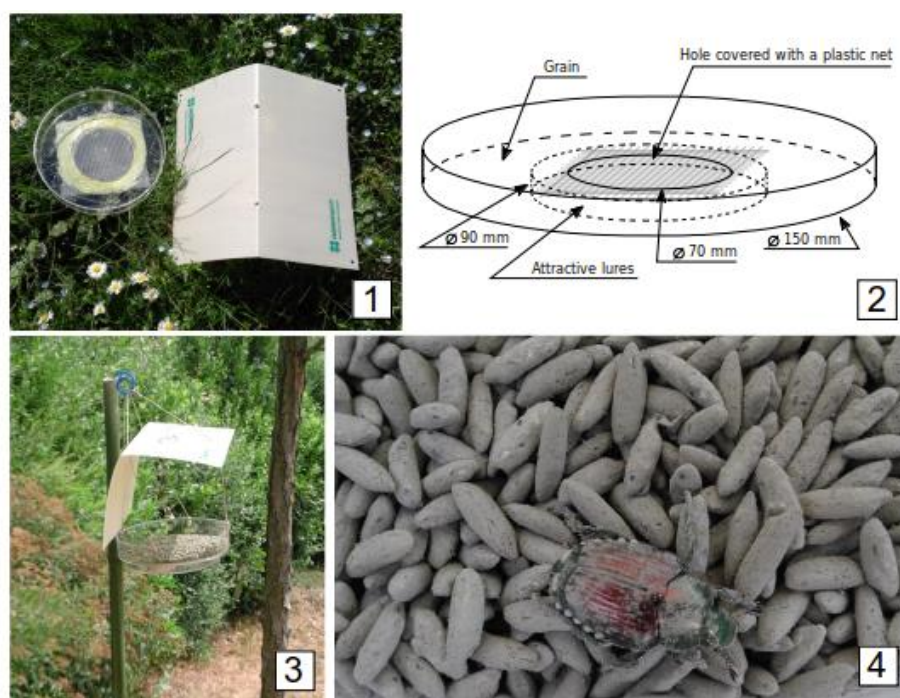 1
Hole covered with a plastic net
Grain
⌀ 90 mm
⌀ 70 mm
⌀ 150 mm
Attractive lures
2
3
4